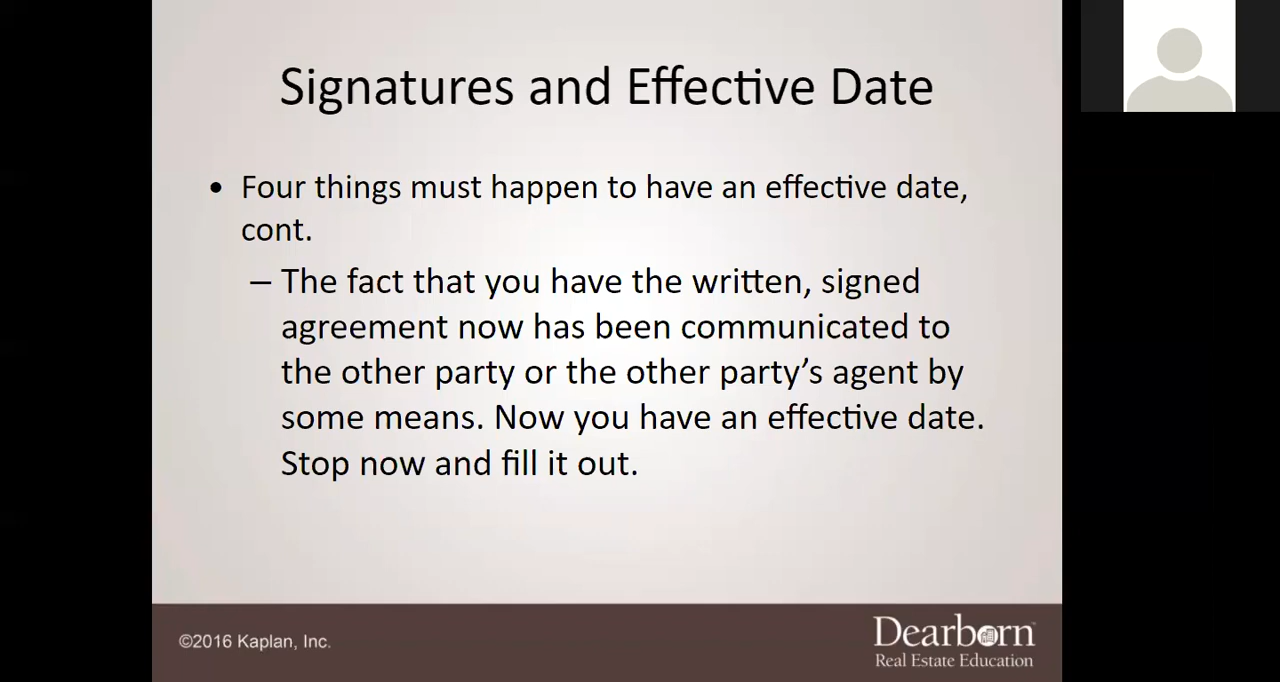 Signatures and Effective Date
• Four things must happen to have an effective date,
cont.
– The fact that you have the written, signed
agreement now has been communicated to
the other party or the other party’s agent by
some means. Now you have an effective date.
Stop now and fill it out.
©2016 Kaplan, Inc.
Dearborn™
Real Estate Education